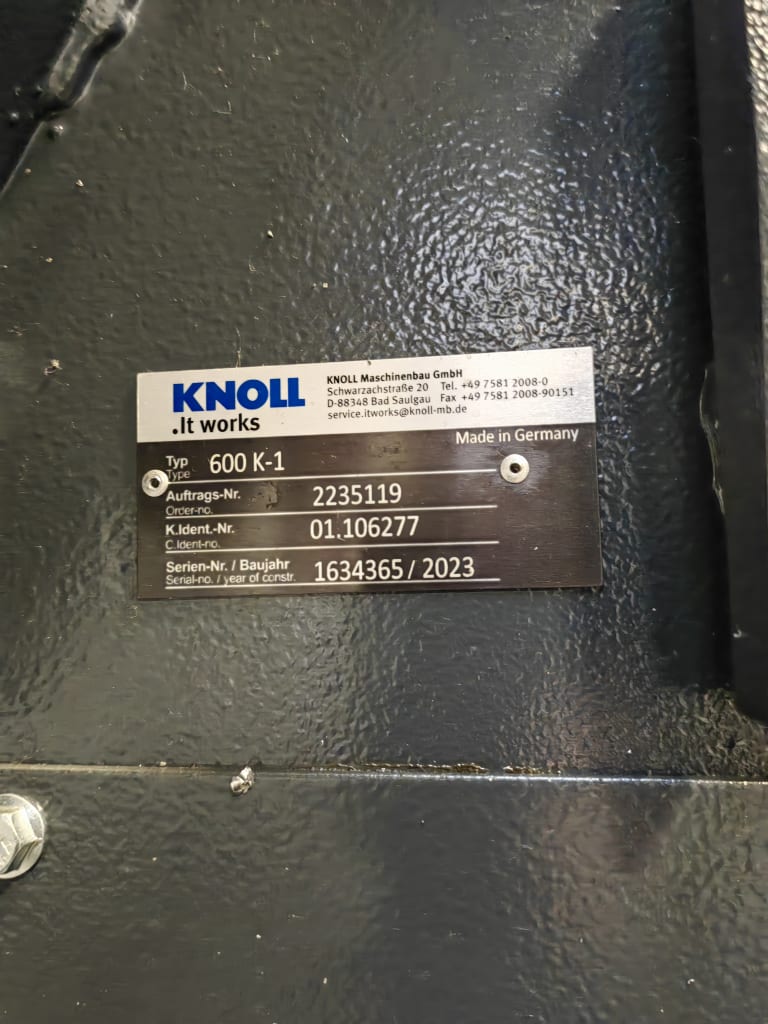 KNOLL
.It works
KNOLL Maschinenbau GmbH
Schwarzachstraße 20 Tel. +49 7581 2008-0
D-88348 Bad Saulgau Fax +49 7581 2008-90151
service.itworks@knoll-mb.de
Made in Germany
Typ 600 K-1
Type
Auftrags-Nr. 2235119
Order-no.
K.Ident.-Nr. 01.106277
C.Ident-no.
Serien-Nr. / Baujahr 1634365 / 2023
Serial-no. / year of constr.